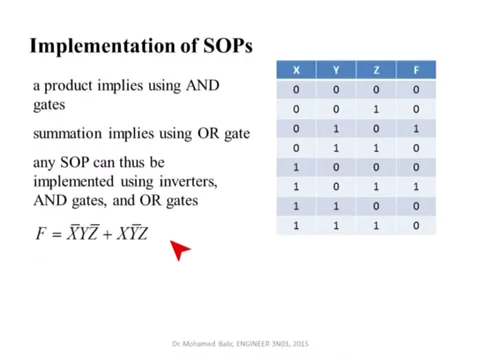 Implementation of SOPs
a product implies using AND
gates
summation implies using OR gate
any SOP can thus be
implemented using inverters,
AND gates, and OR gates
F = X̅YZ̅ + XY̅Z
X Y Z F
0 0 0 0
0 0 1 0
0 1 0 1
0 1 1 0
1 0 0 0
1 0 1 1
1 1 0 0
1 1 1 0
Dr. Mohamed Bakr, ENGINEER 3N03, 2015